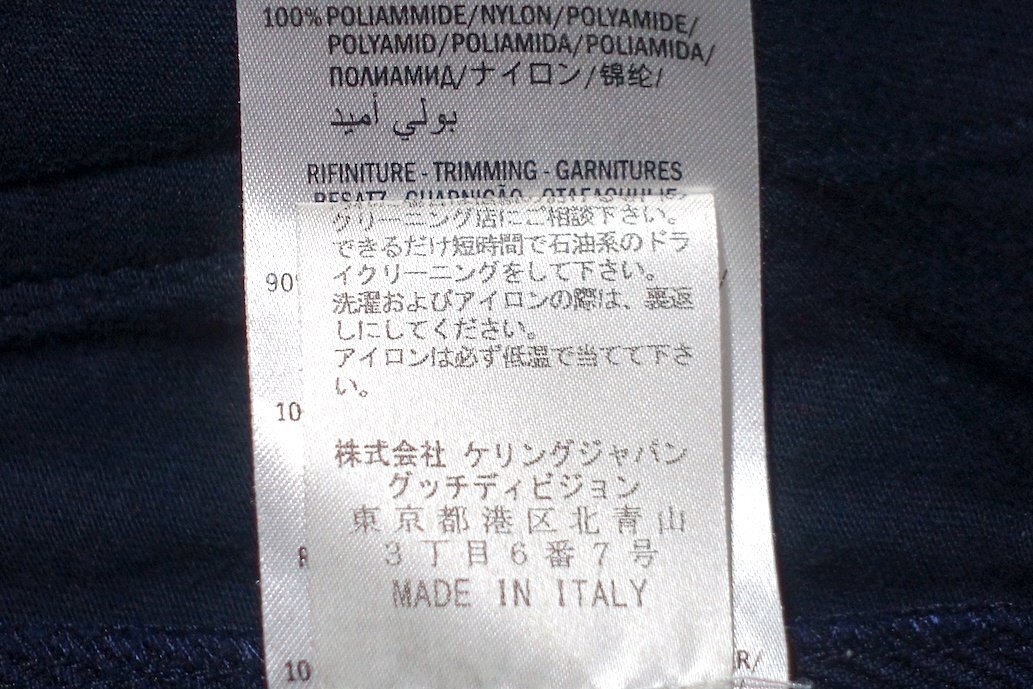 100% POLIAMMIDE/NYLON/POLYAMIDE/
POLYAMID/POLIAMIDA/POLIAMIDA/
ПОЛИАМИД/ナイロン/锦纶/
بولي أميد
RIFINITURE - TRIMMING - GARNITURES
BESATZ - GUARNIÇÃO -
クリーニング店にご相談下さい。
できるだけ短時間で石油系のドラ
イクリーニングをして下さい。
洗濯およびアイロンの際は、裏返
しにしてください。
アイロンは必ず低温で当てて下さ
い。
90%
10
株式会社 ケリングジャパン
グッチディビジョン
東京都港区北青山
3丁目6番7号
MADE IN ITALY
10
R/